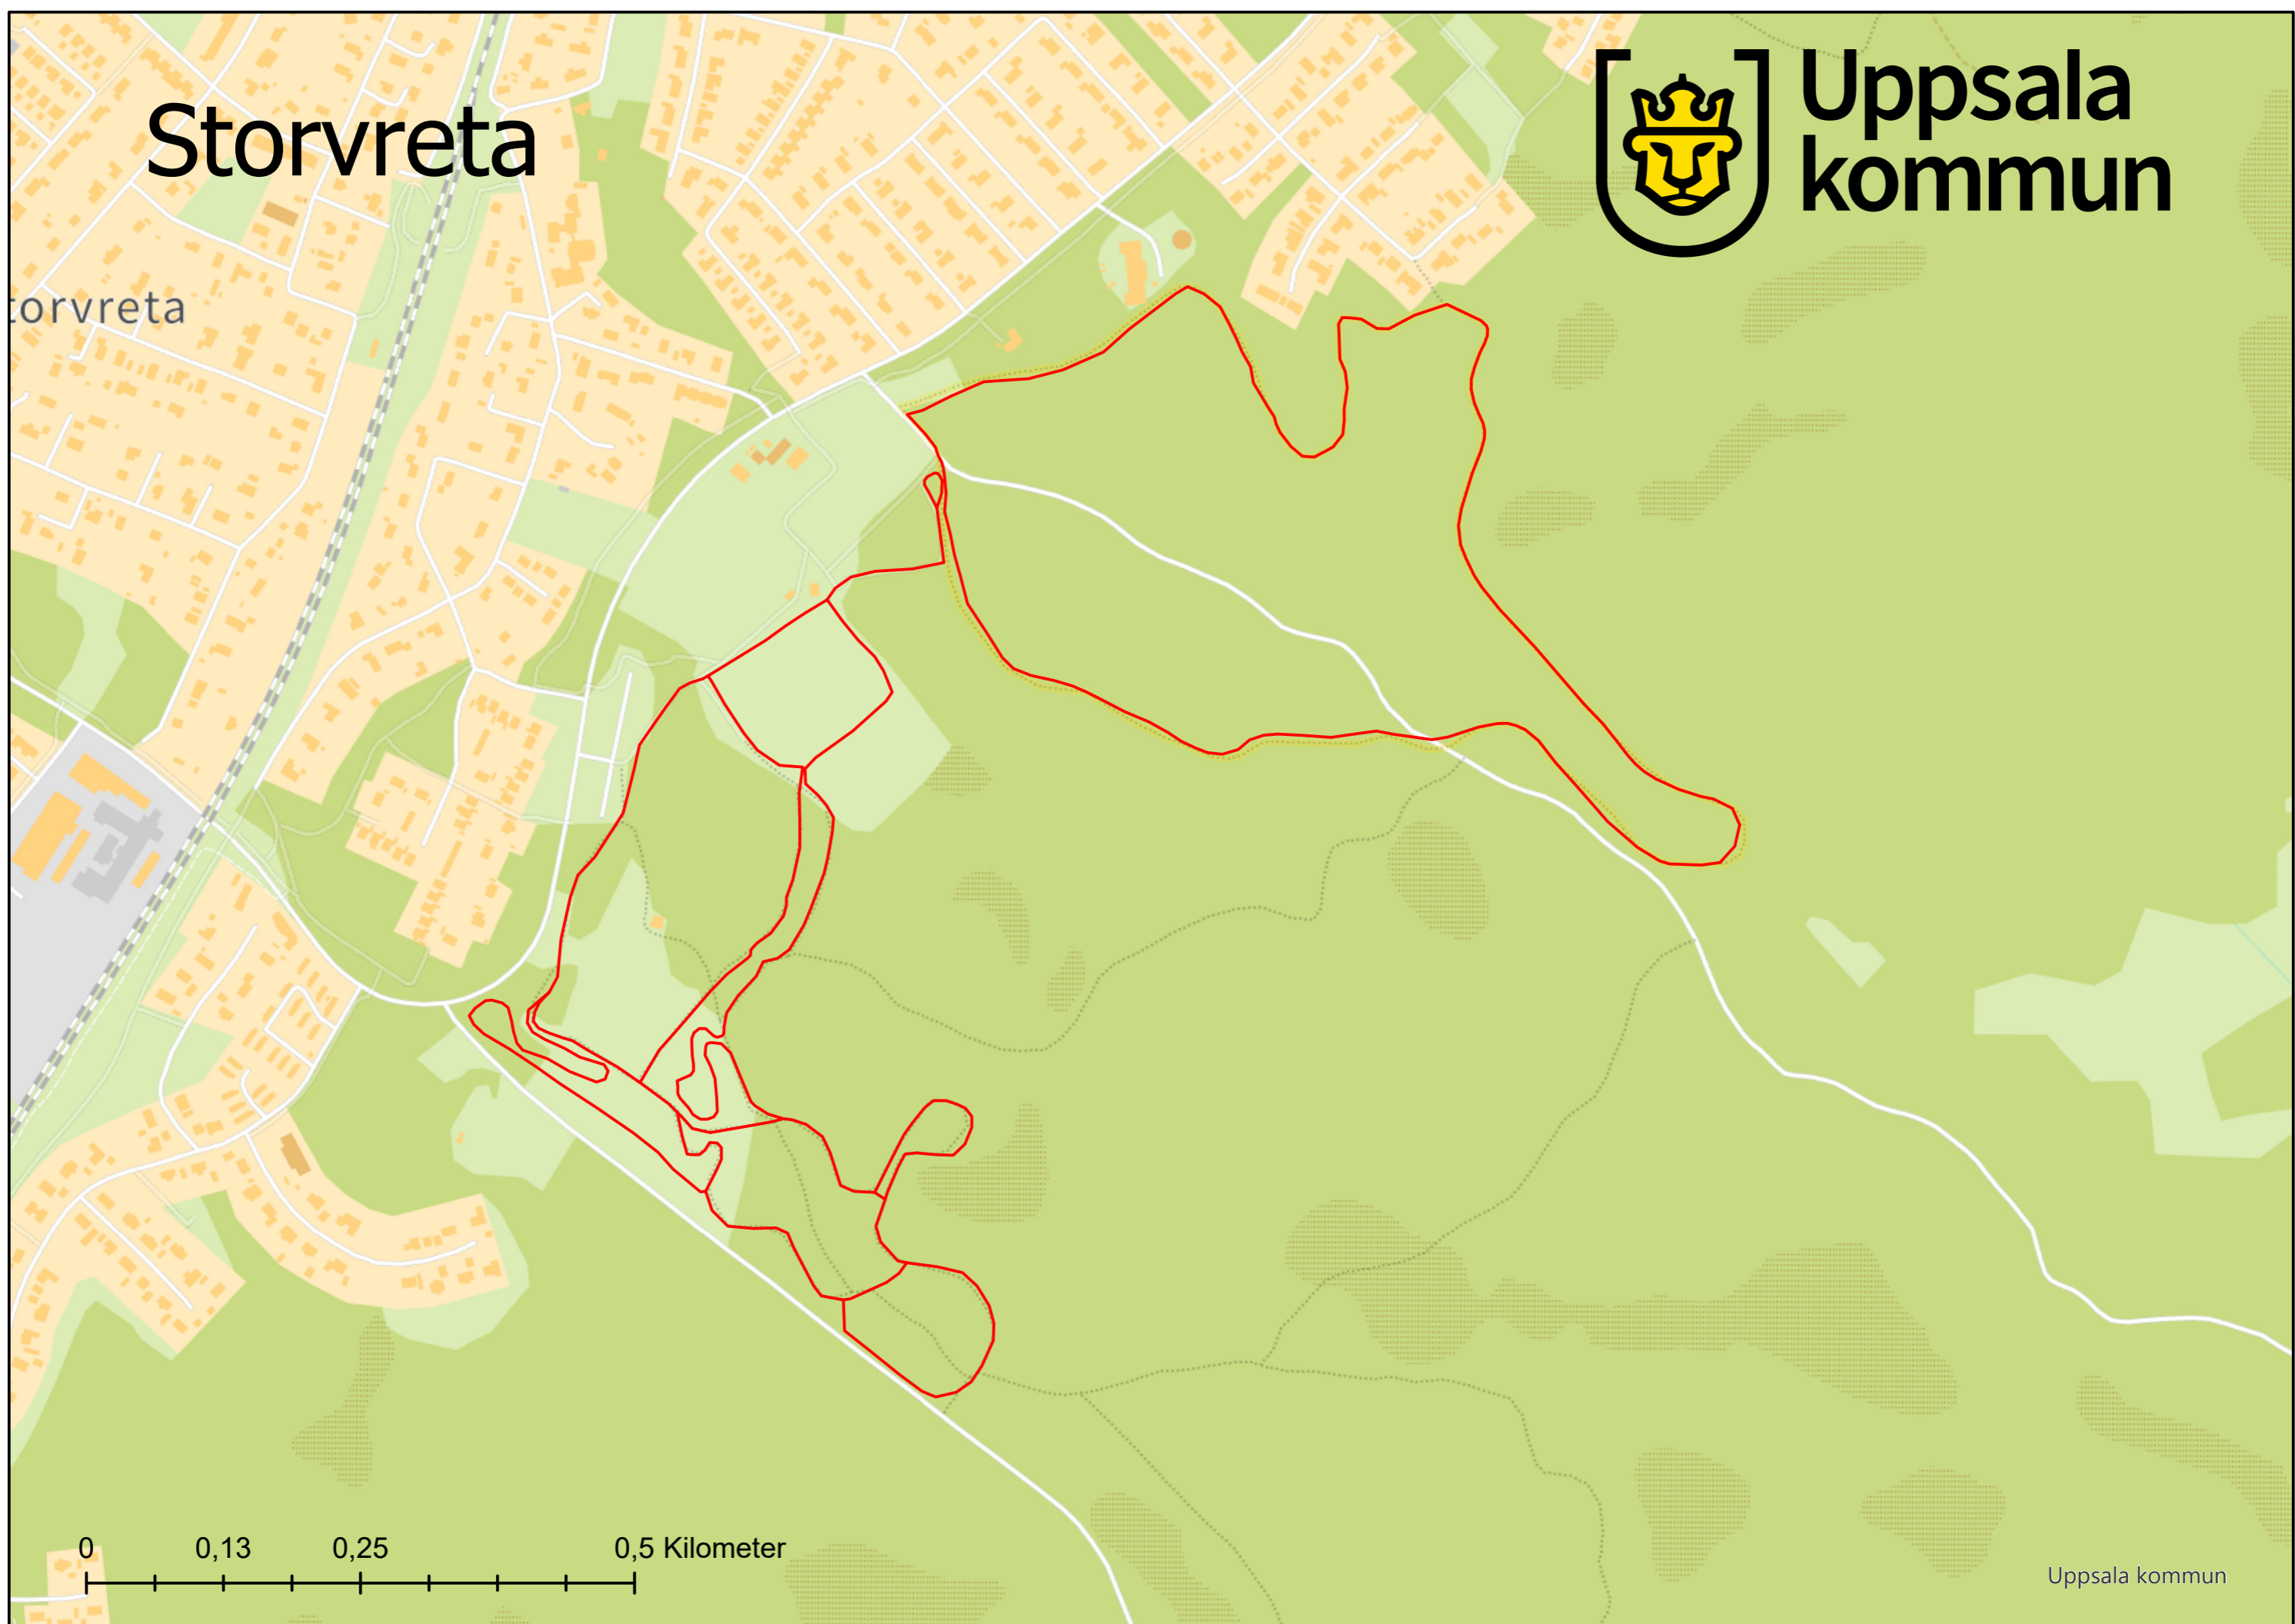 Storvreta
Uppsala
kommun
torvreta
0 0,13 0,25 0,5 Kilometer
Uppsala kommun